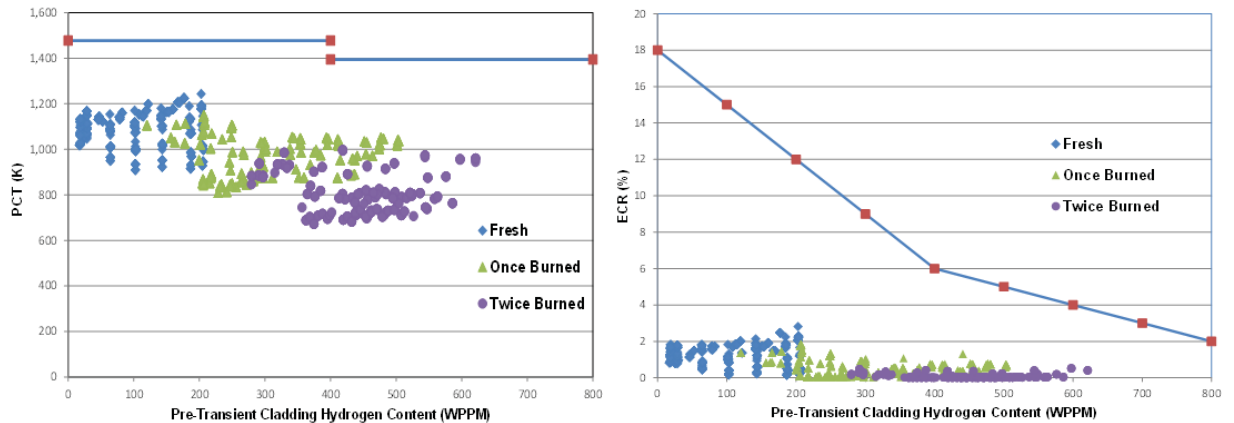 1,600
1,400
1,200
1,000
800
600
400
200
0
PCT (K)
Fresh
Once Burned
Twice Burned
0 100 200 300 400 500 600 700 800
Pre-Transient Cladding Hydrogen Content (WPPM)
20
18
16
14
12
10
8
6
4
2
0
ECR (%)
Fresh
Once Burned
Twice Burned
0 100 200 300 400 500 600 700 800
Pre-Transient Cladding Hydrogen Content (WPPM)